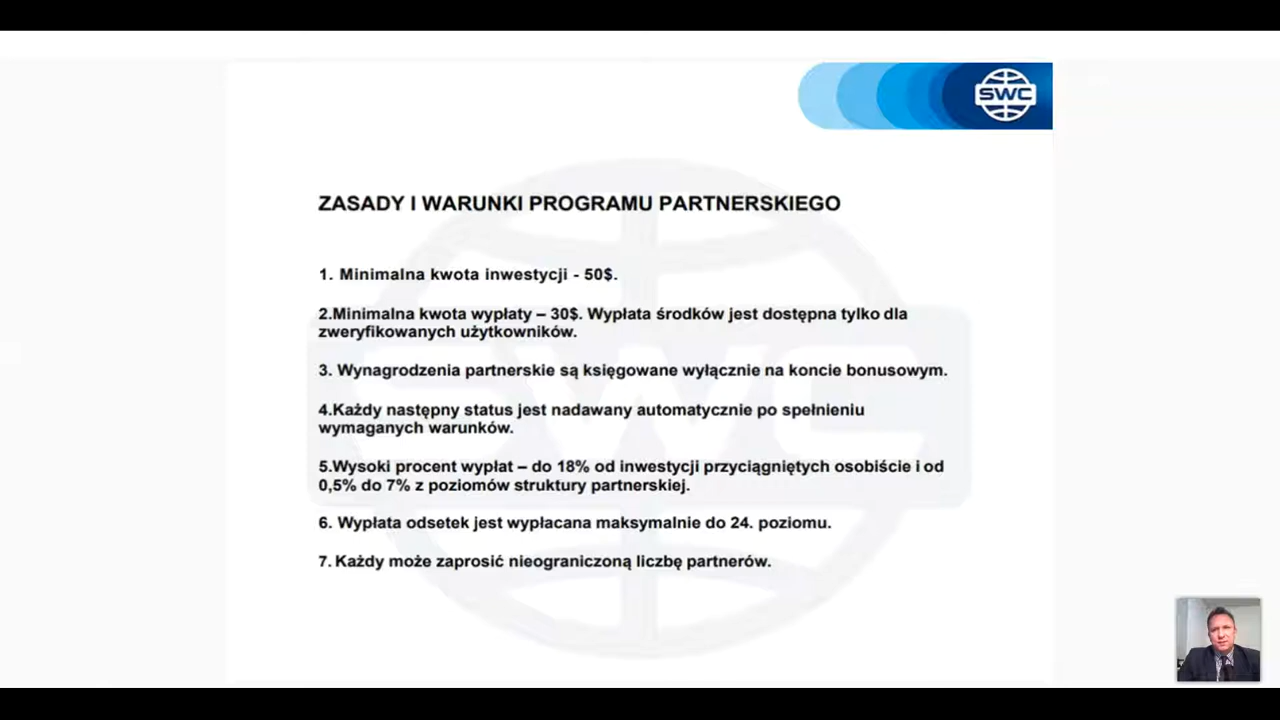 SWC
ZASADY I WARUNKI PROGRAMU PARTNERSKIEGO
1. Minimalna kwota inwestycji - 50$.
2.Minimalna kwota wypłaty – 30$. Wypłata środków jest dostępna tylko dla
zweryfikowanych użytkowników.
3. Wynagrodzenia partnerskie są księgowane wyłącznie na koncie bonusowym.
4.Każdy następny status jest nadawany automatycznie po spełnieniu
wymaganych warunków.
5.Wysoki procent wypłat – do 18% od inwestycji przyciągniętych osobiście i od
0,5% do 7% z poziomów struktury partnerskiej.
6. Wypłata odsetek jest wypłacana maksymalnie do 24. poziomu.
7. Każdy może zaprosić nieograniczoną liczbę partnerów.
SWC